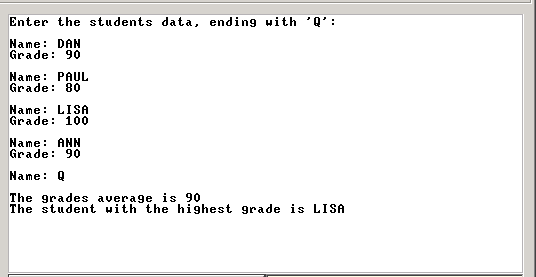 Enter the students data, ending with 'Q':
Name: DAN
Grade: 90
Name: PAUL
Grade: 80
Name: LISA
Grade: 100
Name: ANN
Grade: 90
Name: Q
The grades average is 90
The student with the highest grade is LISA